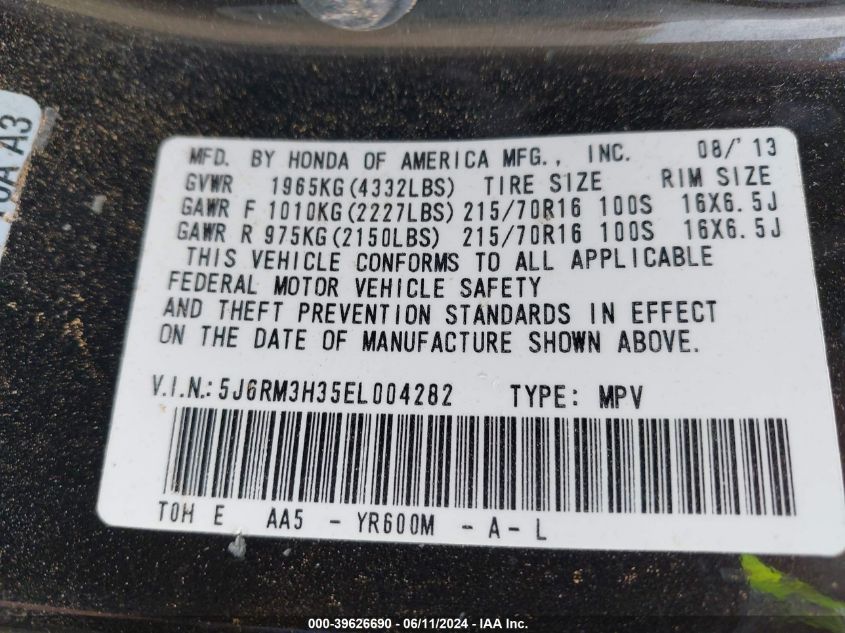 0A A3
MFD. BY HONDA OF AMERICA MFG., INC. 08/'13
GVWR 1965KG(4332LBS) TIRE SIZE RIM SIZE
GAWR F 1010KG(2227LBS) 215/70R16 100S 16X6.5J
GAWR R 975KG(2150LBS) 215/70R16 100S 16X6.5J
THIS VEHICLE CONFORMS TO ALL APPLICABLE
FEDERAL MOTOR VEHICLE SAFETY
AND THEFT PREVENTION STANDARDS IN EFFECT
ON THE DATE OF MANUFACTURE SHOWN ABOVE.
V.I.N.: 5J6RM3H35EL004282 TYPE: MPV
TOH E AA5 - YR600M - A - L
000-39626690 - 06/11/2024 - IAA Inc.